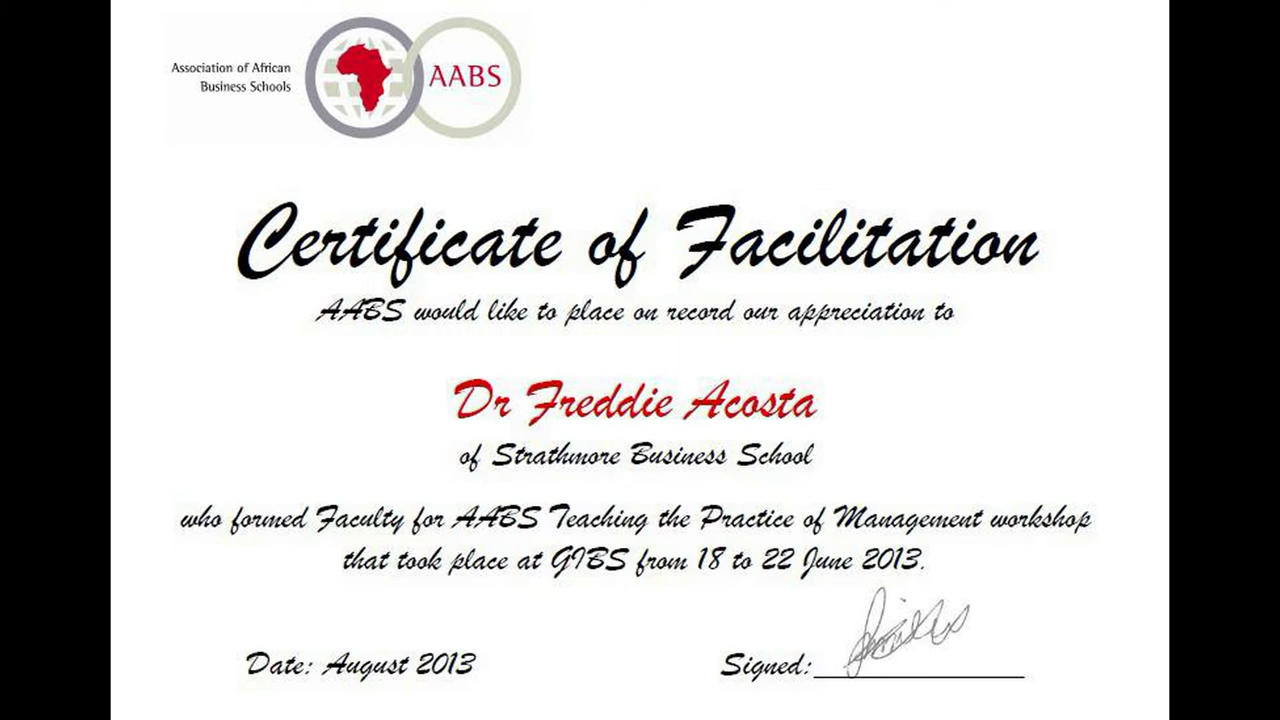 Association of African
Business Schools
AABS
Certificate of Facilitation
AABS would like to place on record our appreciation to
Dr Freddie Acosta
of Strathmore Business School
who formed Faculty for AABS Teaching the Practice of Management workshop
that took place at GIBS from 18 to 22 June 2013.
Date: August 2013
Signed: